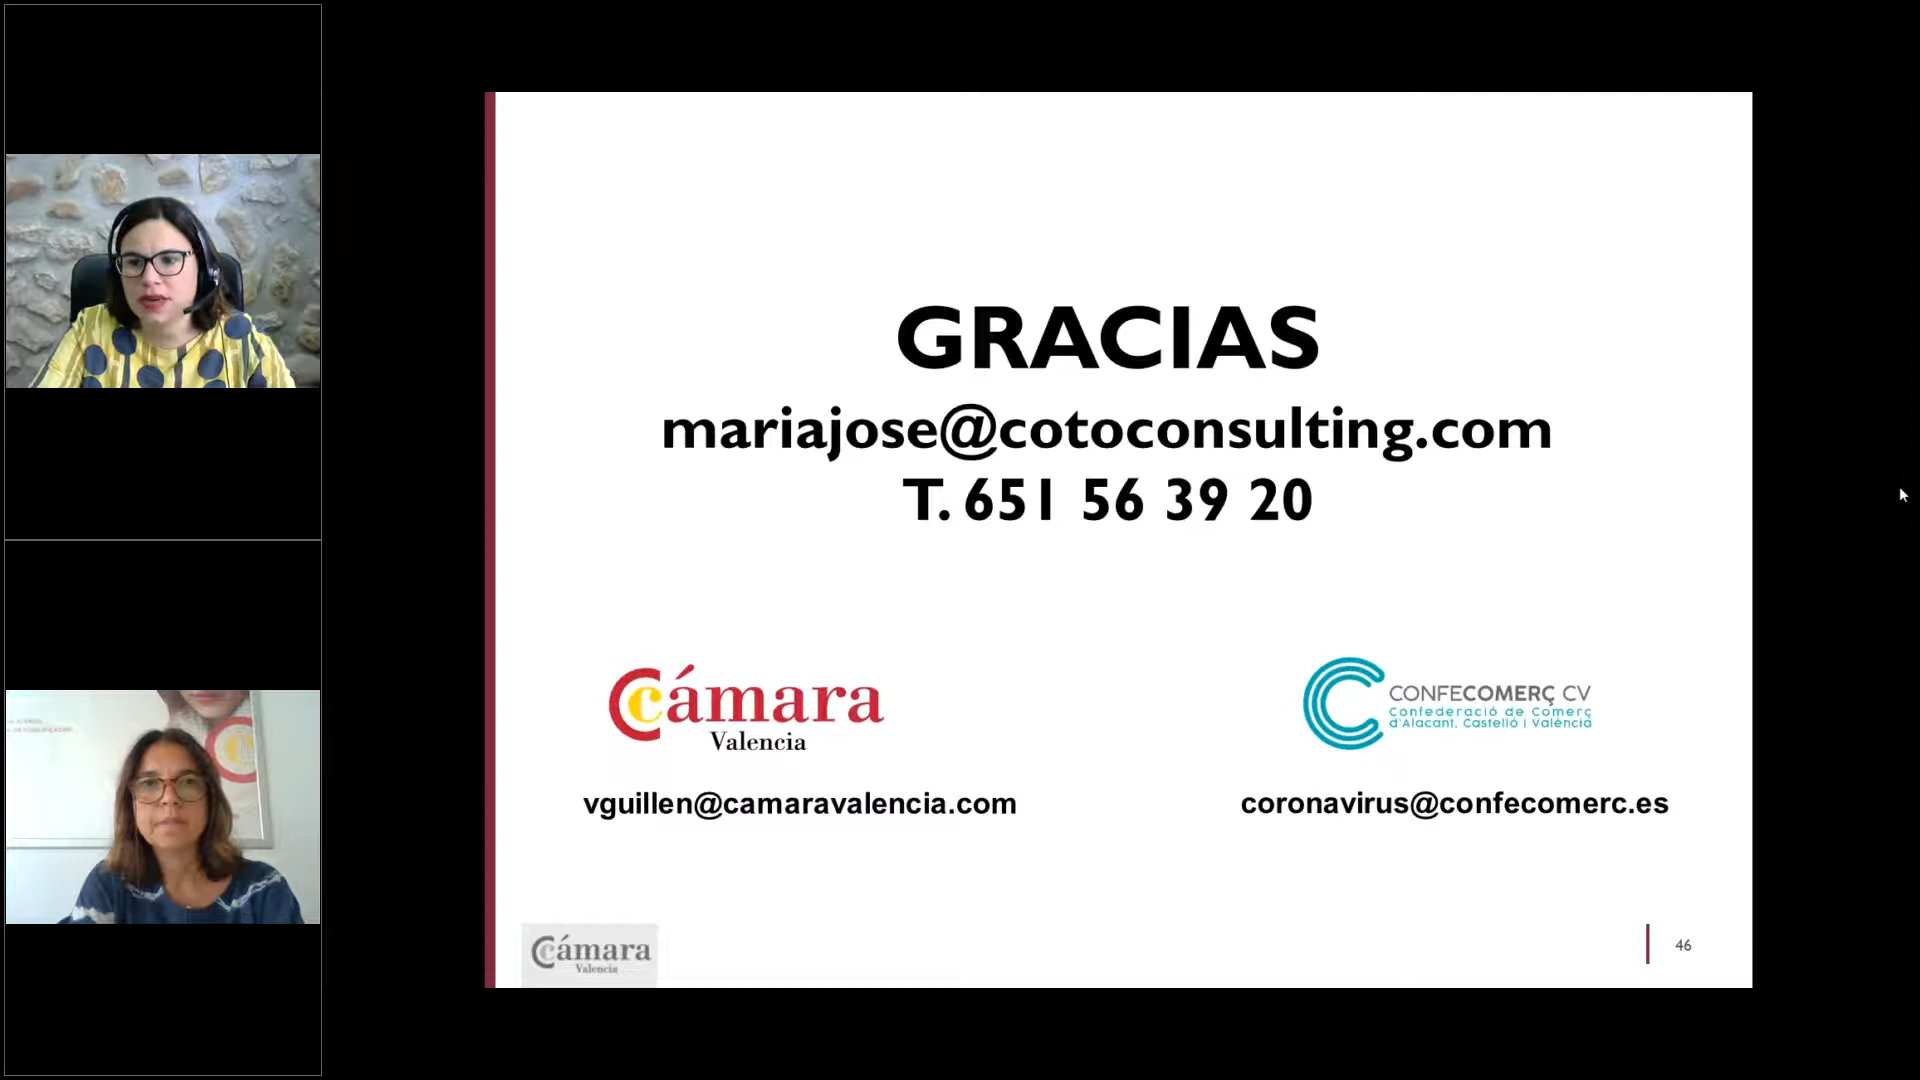 GRACIAS
mariajose@cotoconsulting.com
T. 651 56 39 20
Cámara
Valencia
CONFECOMERÇ CV
Confederació de Comerç
d'Alacant, Castelló i València
vguillen@camaravalencia.com
coronavirus@confecomerc.es
Cámara
Valencia
46